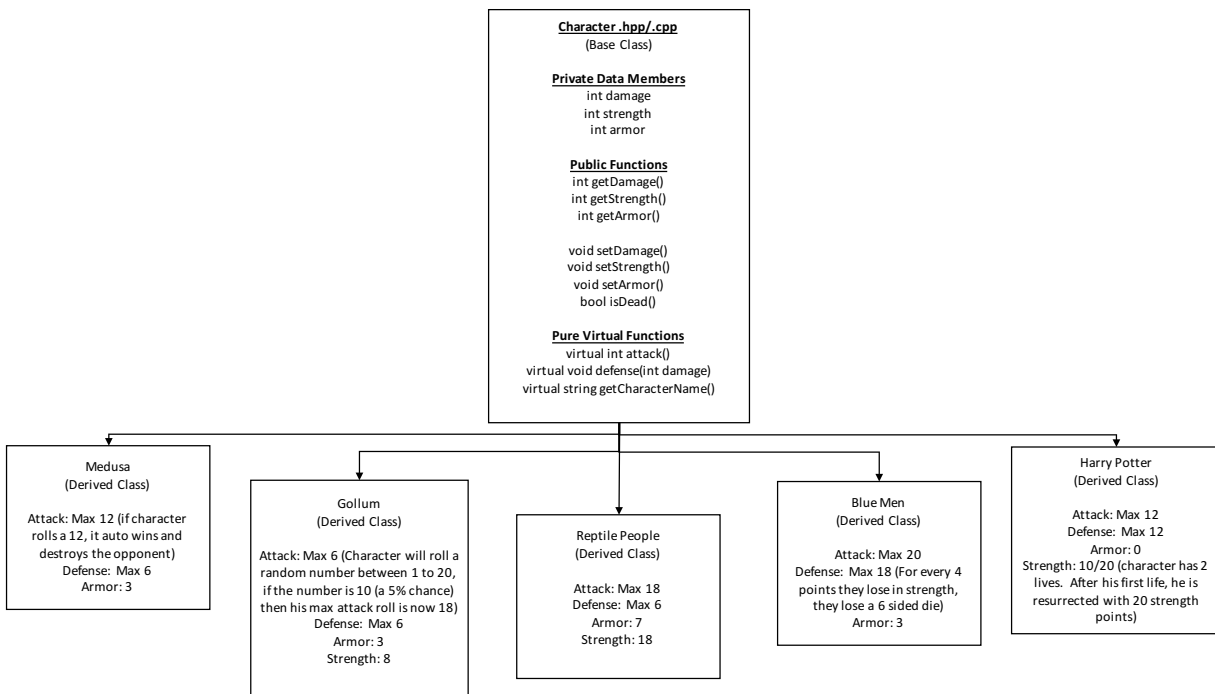 Character .hpp/.cpp
(Base Class)
Private Data Members
int damage
int strength
int armor
Public Functions
int getDamage()
int getStrength()
int getArmor()
void setDamage()
void setStrength()
void setArmor()
bool isDead()
Pure Virtual Functions
virtual int attack()
virtual void defense(int damage)
virtual string getCharacterName()
Medusa
(Derived Class)
Attack: Max 12 (if character
rolls a 12, it auto wins and
destroys the opponent)
Defense: Max 6
Armor: 3
Gollum
(Derived Class)
Attack: Max 6 (Character will roll a
random number between 1 to 20,
if the number is 10 (a 5% chance)
then his max attack roll is now 18)
Defense: Max 6
Armor: 3
Strength: 8
Reptile People
(Derived Class)
Attack: Max 18
Defense: Max 6
Armor: 7
Strength: 18
Blue Men
(Derived Class)
Attack: Max 20
Defense: Max 18 (For every 4
points they lose in strength,
they lose a 6 sided die)
Armor: 3
Harry Potter
(Derived Class)
Attack: Max 12
Defense: Max 12
Armor: 0
Strength: 10/20 (character has 2
lives. After his first life, he is
resurrected with 20 strength
points)